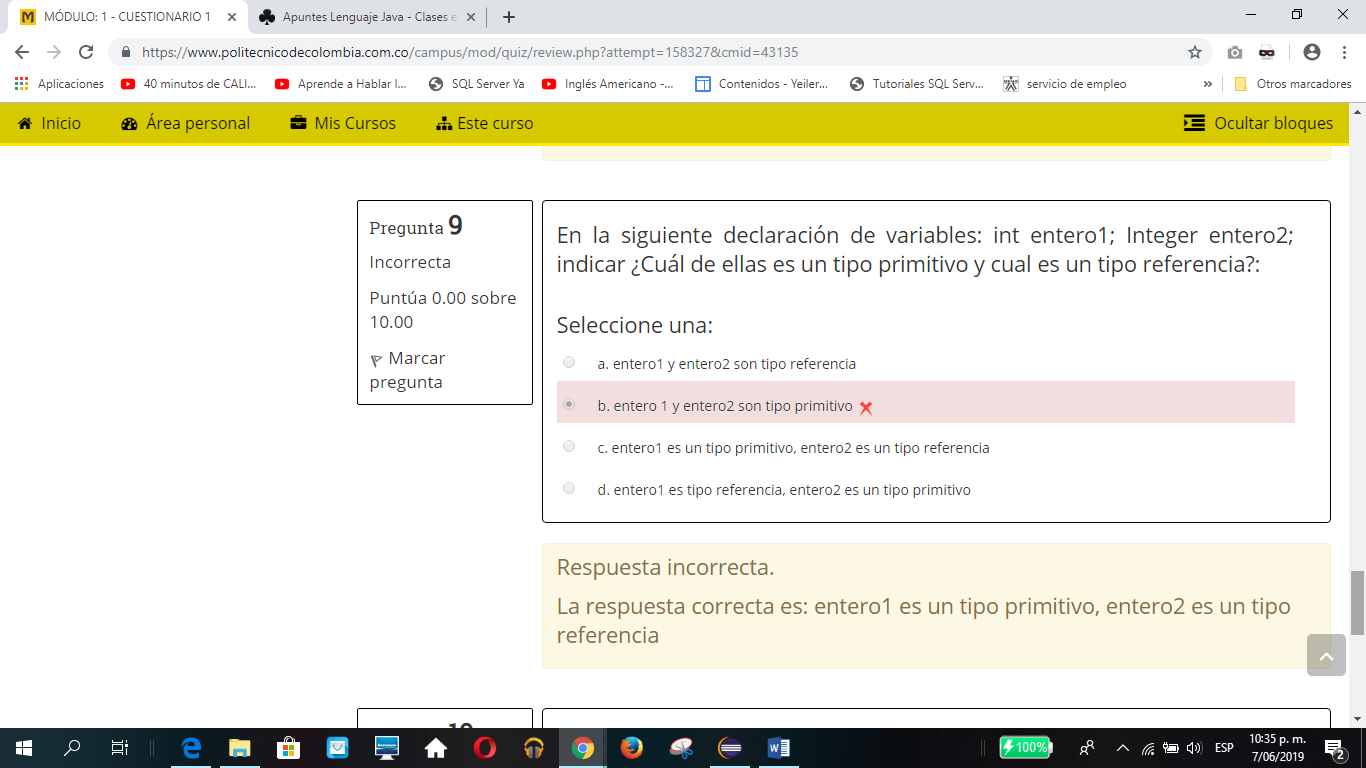 MÓDULO: 1 - CUESTIONARIO 1
Apuntes Lenguaje Java - Clases e
https://www.politecnicodecolombia.com.co/campus/mod/quiz/review.php?attempt=158327&cmid=43135
Aplicaciones
40 minutos de CALI...
Aprende a Hablar I...
SQL Server Ya
Inglés Americano -...
Contenidos - Yeiler...
Tutoriales SQL Serv...
servicio de empleo
»
Otros marcadores
Inicio
Área personal
Mis Cursos
Este curso
Ocultar bloques
Pregunta 9
Incorrecta
Puntúa 0.00 sobre
10.00
Marcar
pregunta
En la siguiente declaración de variables: int entero1; Integer entero2;
indicar ¿Cuál de ellas es un tipo primitivo y cual es un tipo referencia?:
Seleccione una:
a. entero1 y entero2 son tipo referencia
b. entero 1 y entero2 son tipo primitivo
c. entero1 es un tipo primitivo, entero2 es un tipo referencia
d. entero1 es tipo referencia, entero2 es un tipo primitivo
Respuesta incorrecta.
La respuesta correcta es: entero1 es un tipo primitivo, entero2 es un tipo
referencia
100%
ESP
10:35 p. m.
7/06/2019
2